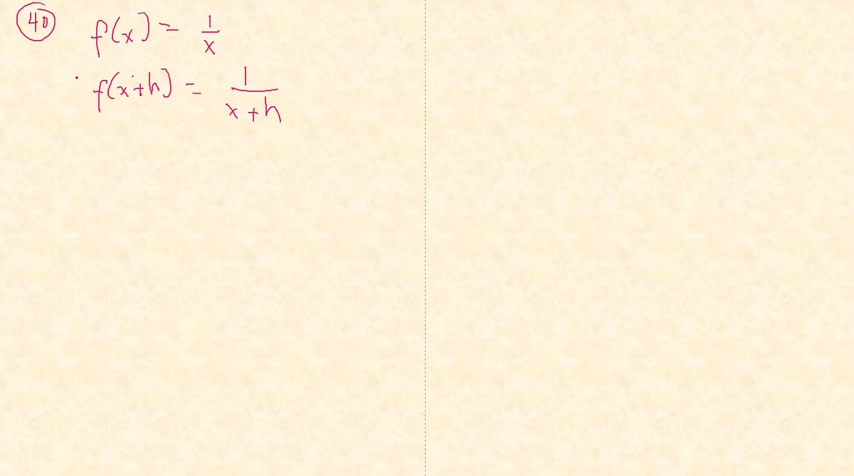 40 f(x) = 1/x
f(x+h) = 1/(x+h)